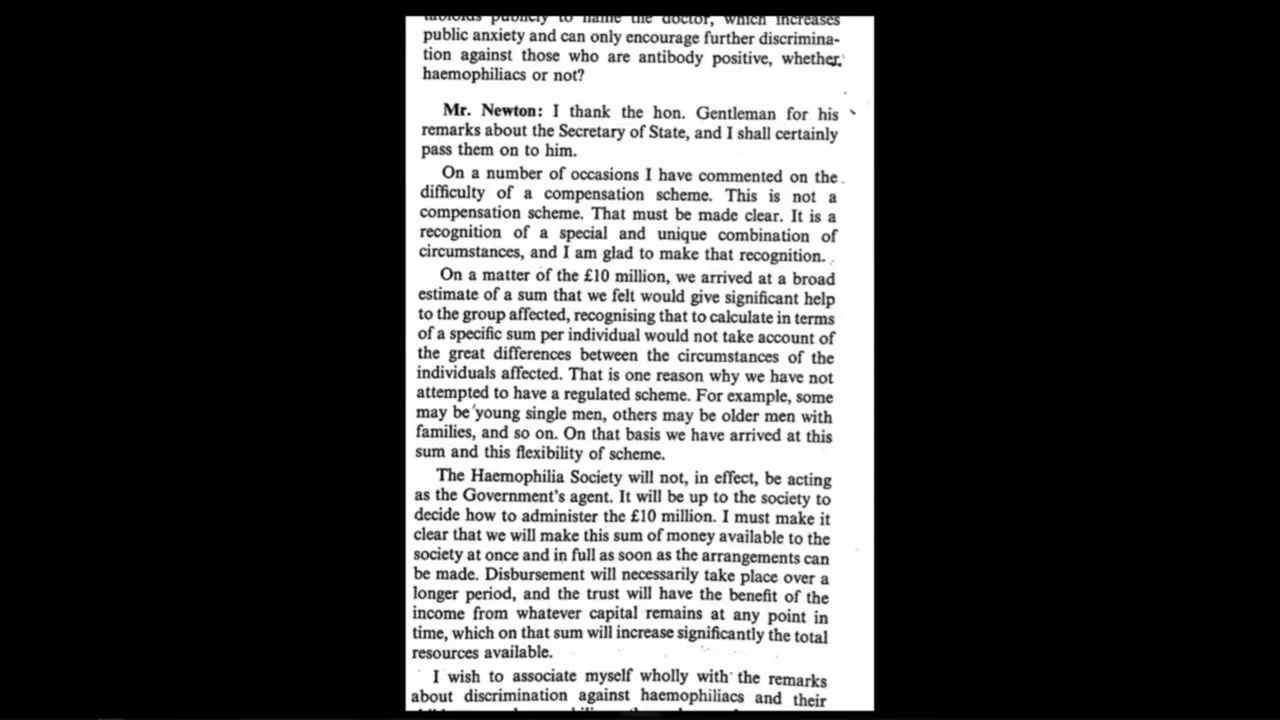 tabloids publicly to name the doctor, which increases
public anxiety and can only encourage further discrimina-
tion against those who are antibody positive, whether
haemophiliacs or not?
Mr. Newton: I thank the hon. Gentleman for his
remarks about the Secretary of State, and I shall certainly
pass them on to him.
On a number of occasions I have commented on the
difficulty of a compensation scheme. This is not a
compensation scheme. That must be made clear. It is a
recognition of a special and unique combination of
circumstances, and I am glad to make that recognition.
On a matter of the £10 million, we arrived at a broad
estimate of a sum that we felt would give significant help
to the group affected, recognising that to calculate in terms
of a specific sum per individual would not take account of
the great differences between the circumstances of the
individuals affected. That is one reason why we have not
attempted to have a regulated scheme. For example, some
may be young single men, others may be older men with
families, and so on. On that basis we have arrived at this
sum and this flexibility of scheme.
The Haemophilia Society will not, in effect, be acting
as the Government's agent. It will be up to the society to
decide how to administer the £10 million. I must make it
clear that we will make this sum of money available to the
society at once and in full as soon as the arrangements can
be made. Disbursement will necessarily take place over a
longer period, and the trust will have the benefit of the
income from whatever capital remains at any point in
time, which on that sum will increase significantly the total
resources available.
I wish to associate myself wholly with the remarks
about discrimination against haemophiliacs and their